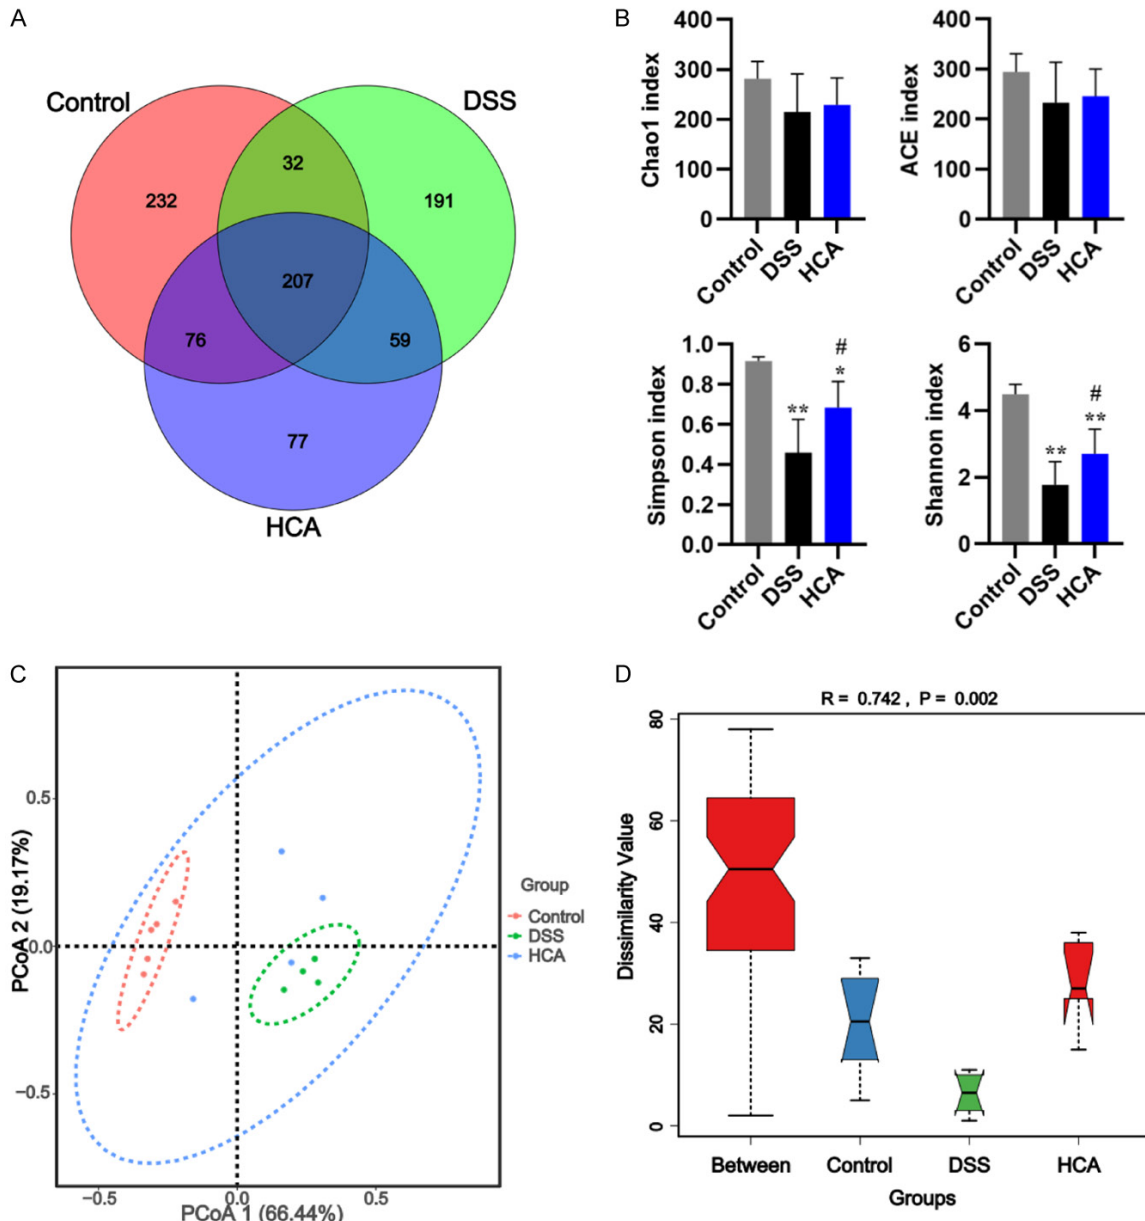 A
Control
DSS
32
232
191
207
76
59
77
HCA
B
Chao1 index
400
300
200
100
0
Control
DSS
HCA
ACE index
400
300
200
100
0
Control
DSS
HCA
Simpson index
1.0
0.8
0.6
0.4
0.2
0.0
**
#
*
Control
DSS
HCA
Shannon index
6
4
2
0
**
#
**
Control
DSS
HCA
C
PCoA 2 (19.17%)
0.5
0.0
−0.5
−0.5
0.0
0.5
PCoA 1 (66.44%)
Group
Control
DSS
HCA
D
R = 0.742 , P = 0.002
Dissimilarity Value
80
60
40
20
0
Between
Control
DSS
HCA
Groups